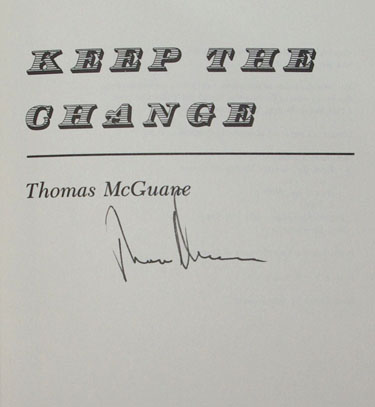 KEEP THE
CHANGE
Thomas McGuane